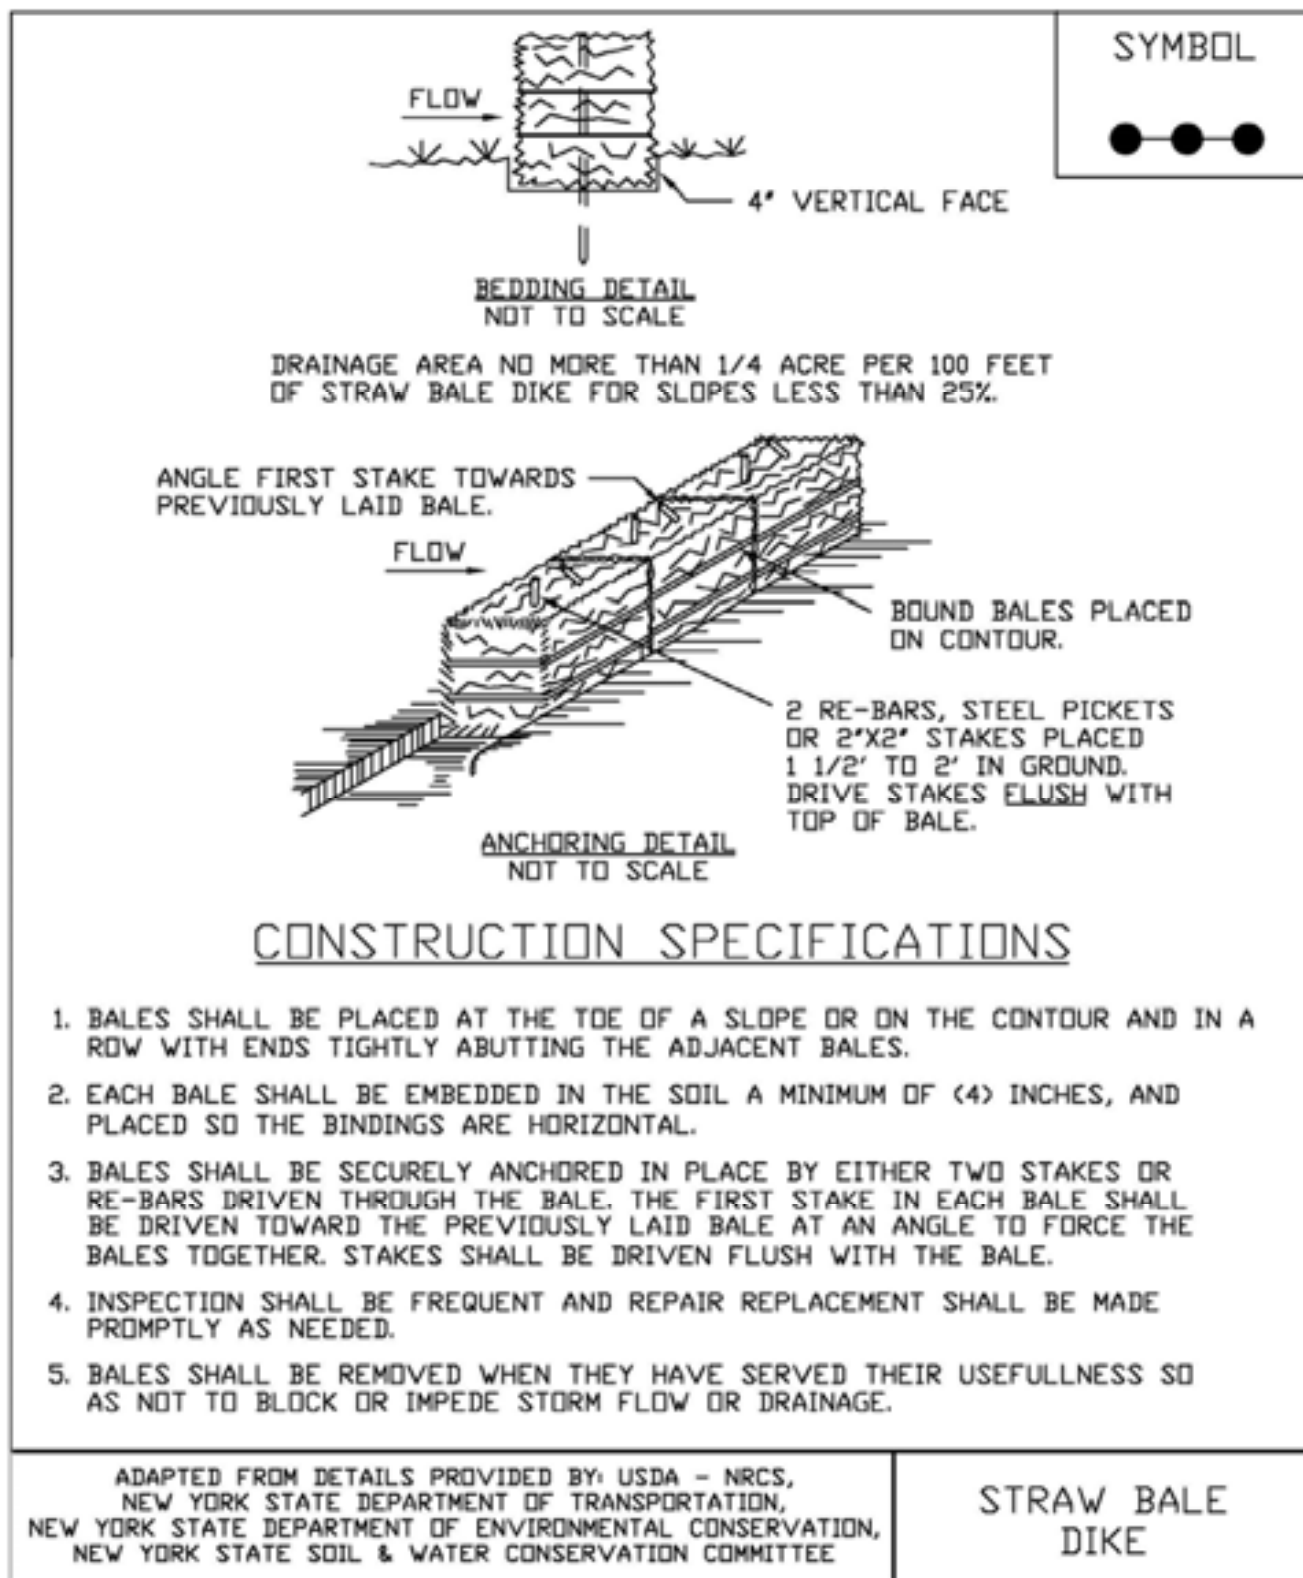 SYMBOL
FLOW
4" VERTICAL FACE
BEDDING DETAIL
NOT TO SCALE
DRAINAGE AREA NO MORE THAN 1/4 ACRE PER 100 FEET
OF STRAW BALE DIKE FOR SLOPES LESS THAN 25%.
ANGLE FIRST STAKE TOWARDS
PREVIOUSLY LAID BALE.
FLOW
BOUND BALES PLACED
ON CONTOUR.
2 RE-BARS, STEEL PICKETS
OR 2"X2" STAKES PLACED
1 1/2' TO 2' IN GROUND.
DRIVE STAKES FLUSH WITH
TOP OF BALE.
ANCHORING DETAIL
NOT TO SCALE
CONSTRUCTION SPECIFICATIONS
1. BALES SHALL BE PLACED AT THE TOE OF A SLOPE OR ON THE CONTOUR AND IN A
ROW WITH ENDS TIGHTLY ABUTTING THE ADJACENT BALES.
2. EACH BALE SHALL BE EMBEDDED IN THE SOIL A MINIMUM OF (4) INCHES, AND
PLACED SO THE BINDINGS ARE HORIZONTAL.
3. BALES SHALL BE SECURELY ANCHORED IN PLACE BY EITHER TWO STAKES OR
RE-BARS DRIVEN THROUGH THE BALE. THE FIRST STAKE IN EACH BALE SHALL
BE DRIVEN TOWARD THE PREVIOUSLY LAID BALE AT AN ANGLE TO FORCE THE
BALES TOGETHER. STAKES SHALL BE DRIVEN FLUSH WITH THE BALE.
4. INSPECTION SHALL BE FREQUENT AND REPAIR REPLACEMENT SHALL BE MADE
PROMPTLY AS NEEDED.
5. BALES SHALL BE REMOVED WHEN THEY HAVE SERVED THEIR USEFULLNESS SO
AS NOT TO BLOCK OR IMPEDE STORM FLOW OR DRAINAGE.
ADAPTED FROM DETAILS PROVIDED BY: USDA - NRCS,
NEW YORK STATE DEPARTMENT OF TRANSPORTATION,
NEW YORK STATE DEPARTMENT OF ENVIRONMENTAL CONSERVATION,
NEW YORK STATE SOIL & WATER CONSERVATION COMMITTEE
STRAW BALE
DIKE